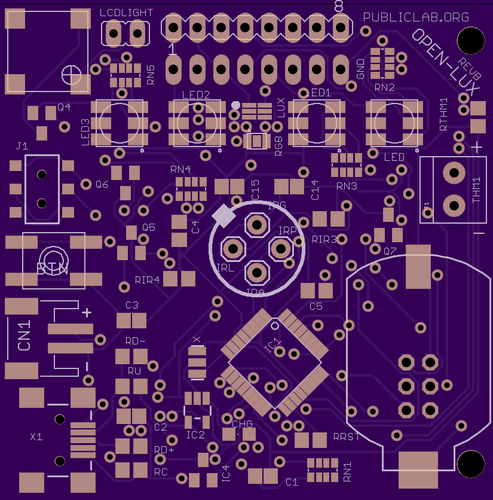 LCDLIGHT
8
PUBLICLAB.ORG
OPEN-LUX
REVB
1
RN5
GND
RN2
Q4
LED3
LED2
LUX
LED1
RTHM1
RGB
LED
J1
RN4
RN3
+
Q6
C15
C14
THM1
IRG
C4
Q5
IRP
RIR3
-
BTN
IRL
Q7
RIR4
IRA
C3
C5
+
CN1
RD-
X
IC1
RU
C2
CHG
X1
IC2
RRST
RD+
RC
IC4
C1
RN1